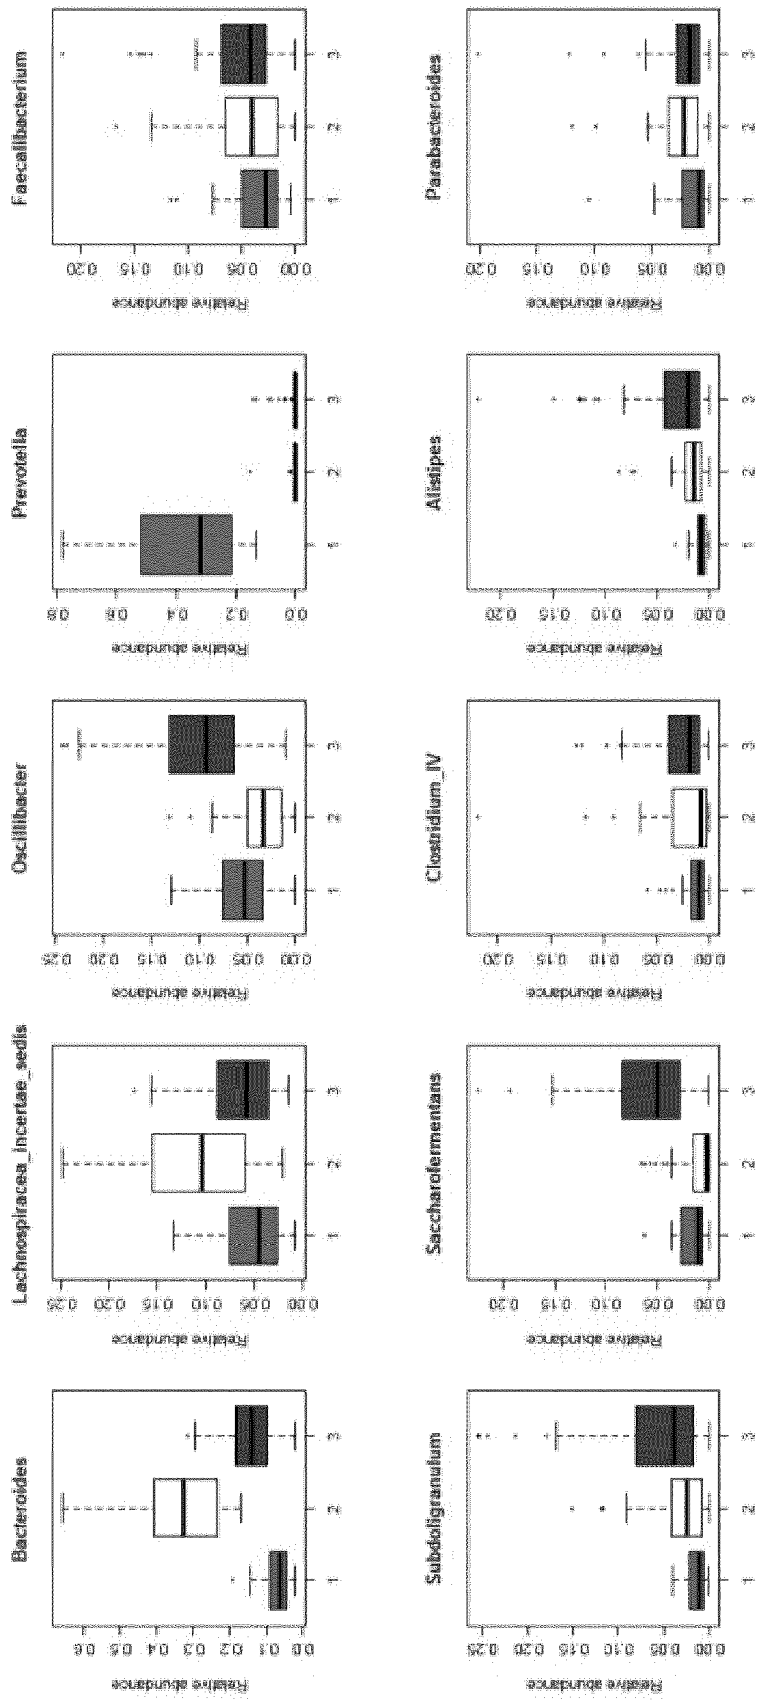 Bacteroides
Relative abundance
0.6
0.5
0.4
0.3
0.2
0.1
0.0
1 2 3
Lachnospiracea_incertae_sedis
Relative abundance
0.25
0.20
0.15
0.10
0.05
0.00
1 2 3
Oscillibacter
Relative abundance
0.25
0.20
0.15
0.10
0.05
0.00
1 2 3
Prevotella
Relative abundance
0.8
0.6
0.4
0.2
0.0
1 2 3
Faecalibacterium
Relative abundance
0.20
0.15
0.10
0.05
0.00
1 2 3
Subdoligranulum
Relative abundance
0.25
0.20
0.15
0.10
0.05
0.00
1 2 3
Saccharofermentans
Relative abundance
0.20
0.15
0.10
0.05
0.00
1 2 3
Clostridium_IV
Relative abundance
0.20
0.15
0.10
0.05
0.00
1 2 3
Alistipes
Relative abundance
0.20
0.15
0.10
0.05
0.00
1 2 3
Parabacteroides
Relative abundance
0.20
0.15
0.10
0.05
0.00
1 2 3